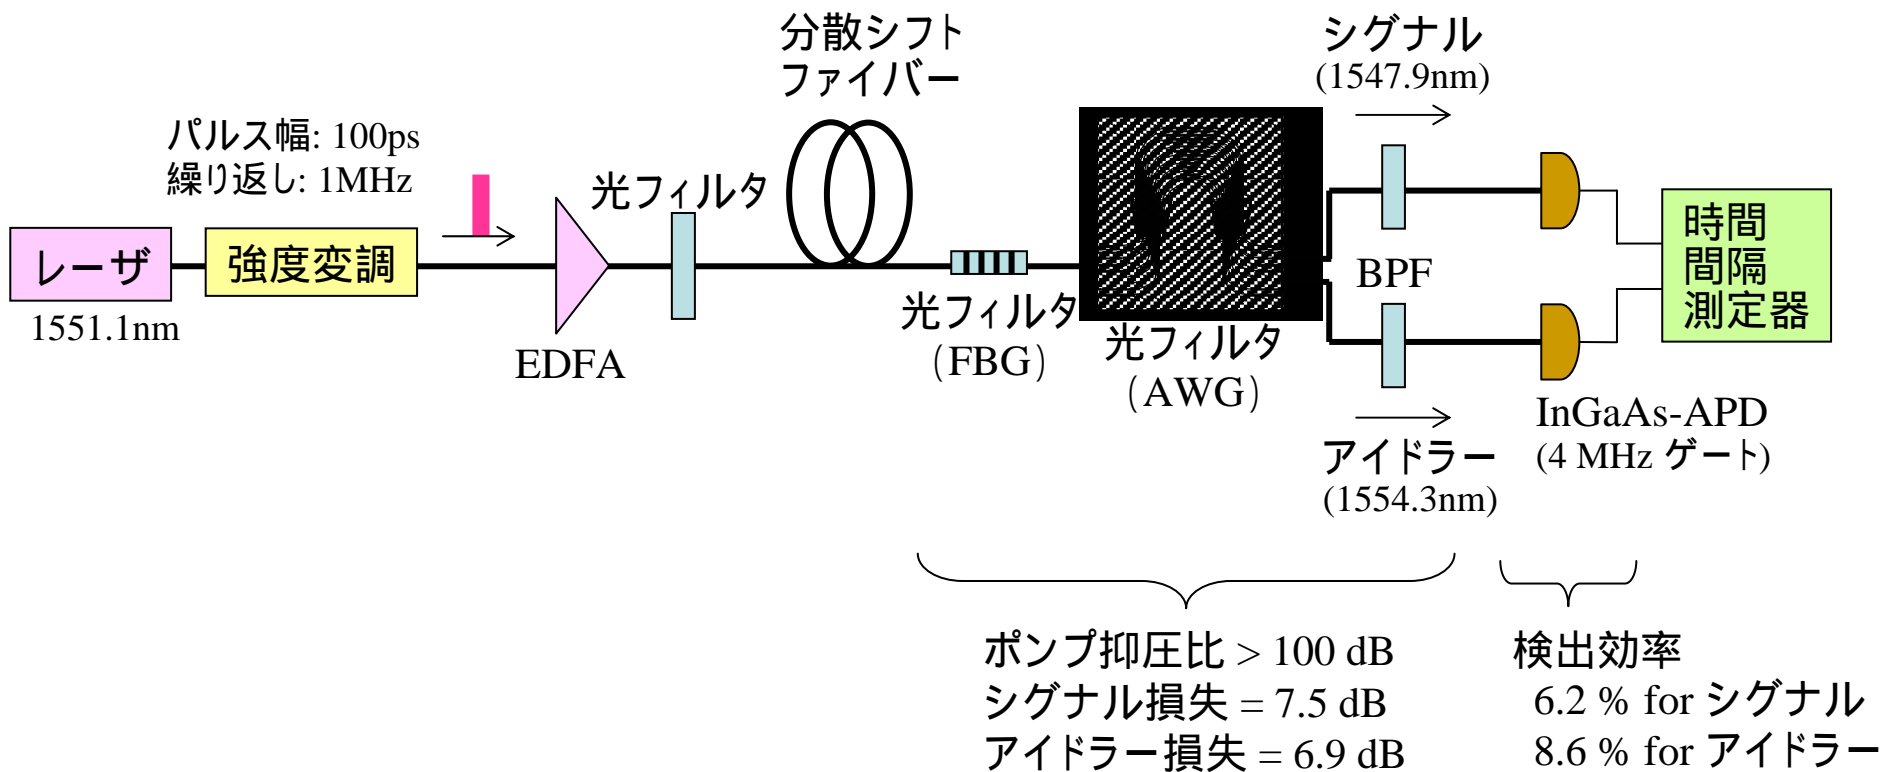 分散シフト
ファイバー
シグナル
(1547.9nm)
パルス幅: 100ps
繰り返し: 1MHz
光フィルタ
レーザ
強度変調
1551.1nm
EDFA
光フィルタ
(FBG)
光フィルタ
(AWG)
BPF
時間
間隔
測定器
InGaAs-APD
(4 MHz ゲート)
アイドラー
(1554.3nm)
ポンプ抑圧比 > 100 dB
シグナル損失 = 7.5 dB
アイドラー損失 = 6.9 dB
検出効率
6.2 % for シグナル
8.6 % for アイドラー